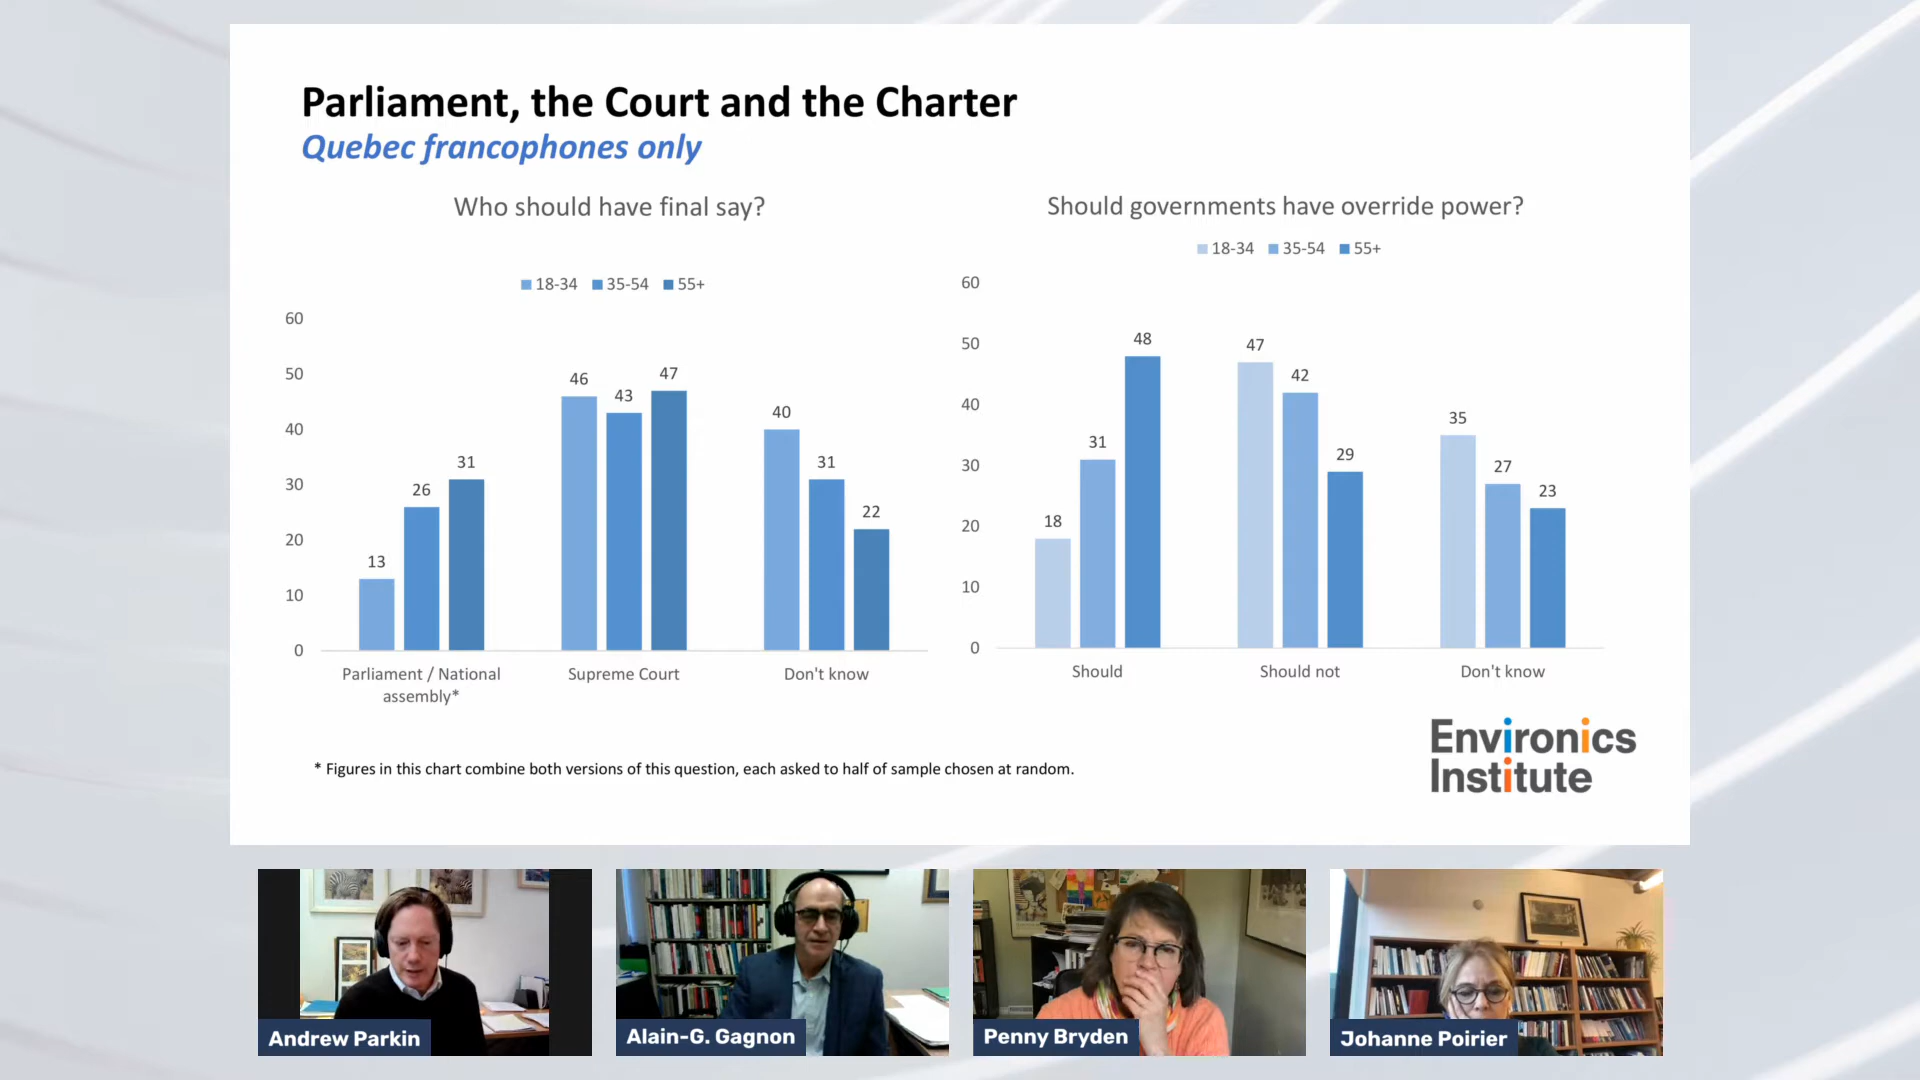 Parliament, the Court and the Charter
Quebec francophones only
Who should have final say?
18-34 35-54 55+
60
50
40
30
20
10
0
13 26 31
46 43 47
40 31 22
Parliament / National
assembly*
Supreme Court
Don't know
Should governments have override power?
18-34 35-54 55+
60
50
40
30
20
10
0
18 31 48
47 42 29
35 27 23
Should
Should not
Don't know
* Figures in this chart combine both versions of this question, each asked to half of sample chosen at random.
Environics
Institute
Andrew Parkin
Alain-G. Gagnon
Penny Bryden
Johanne Poirier